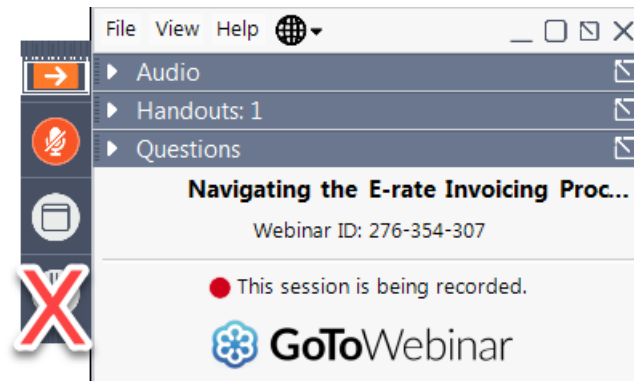 File View Help
Audio
Handouts: 1
Questions
Navigating the E-rate Invoicing Proc...
Webinar ID: 276-354-307
This session is being recorded.
GoToWebinar